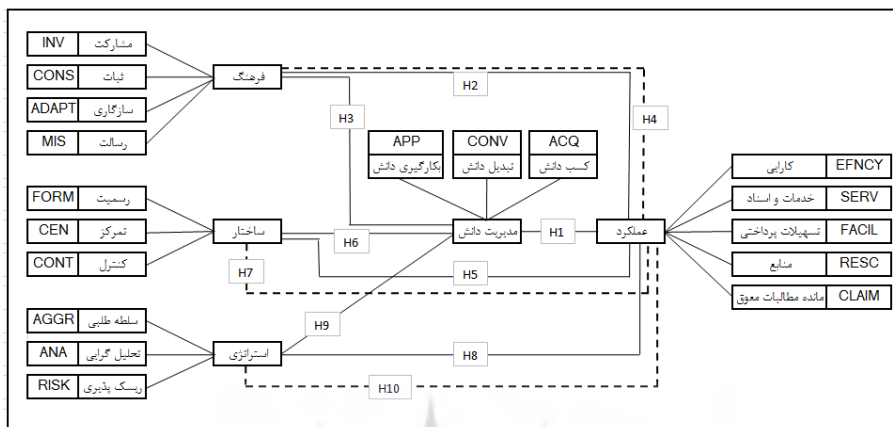 INV مشارکت
CONS ثبات
ADAPT سازگاری
MIS رسالت
فرهنگ
H2
H3
H4
APP
بکارگیری دانش
CONV
تبدیل دانش
ACQ
کسب دانش
FORM رسمیت
CEN تمرکز
CONT کنترل
ساختار
H6
مدیریت دانش
H1
عملکرد
H7
H5
کارایی EFNCY
خدمات و اسناد SERV
تسهیلات پرداختی FACIL
منابع RESC
مانده مطالبات معوق CLAIM
AGGR سلطه طلبی
ANA تحلیل گرایی
RISK ریسک پذیری
استراتژی
H9
H8
H10